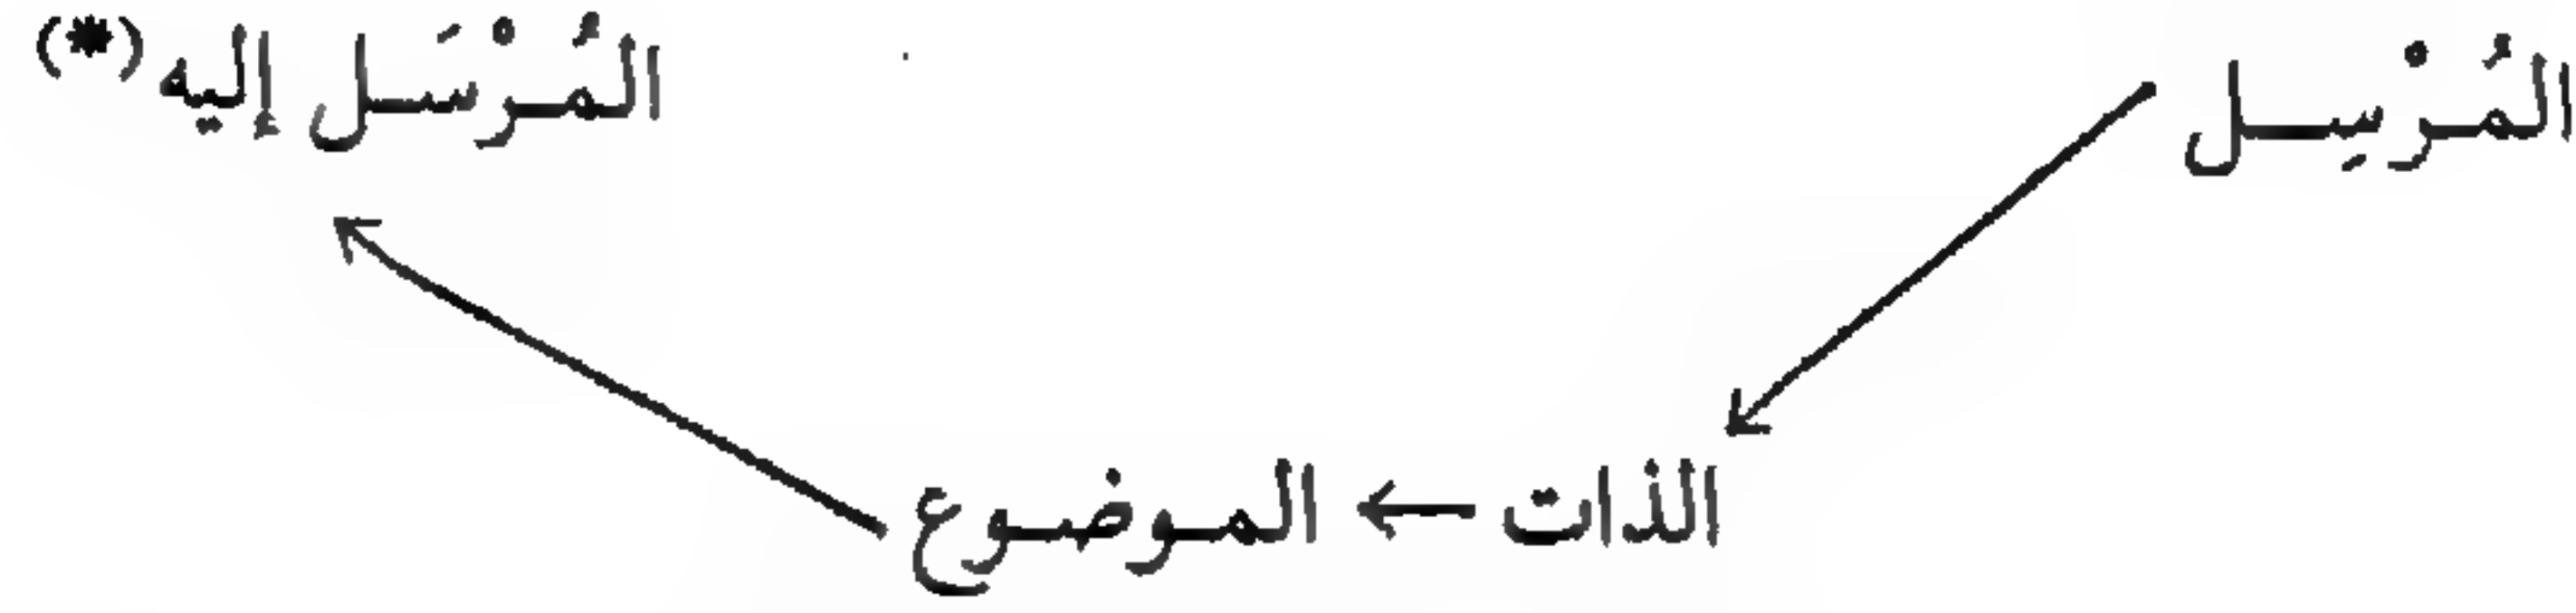 المُرْسِل المُرْسَل إليه (*)
الذات ← الموضوع